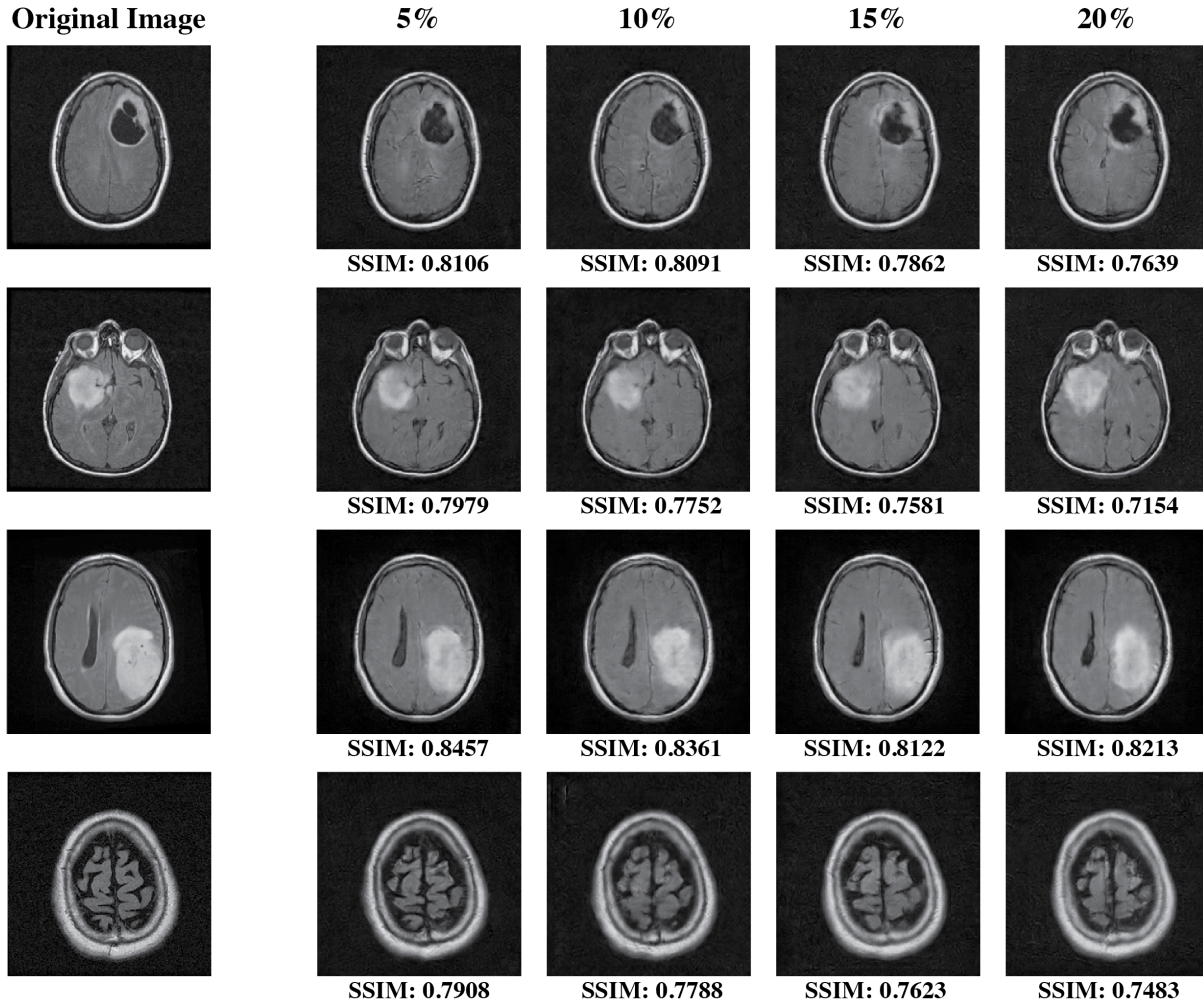 Original Image 5% 10% 15% 20%
SSIM: 0.8106 SSIM: 0.8091 SSIM: 0.7862 SSIM: 0.7639
SSIM: 0.7979 SSIM: 0.7752 SSIM: 0.7581 SSIM: 0.7154
SSIM: 0.8457 SSIM: 0.8361 SSIM: 0.8122 SSIM: 0.8213
SSIM: 0.7908 SSIM: 0.7788 SSIM: 0.7623 SSIM: 0.7483